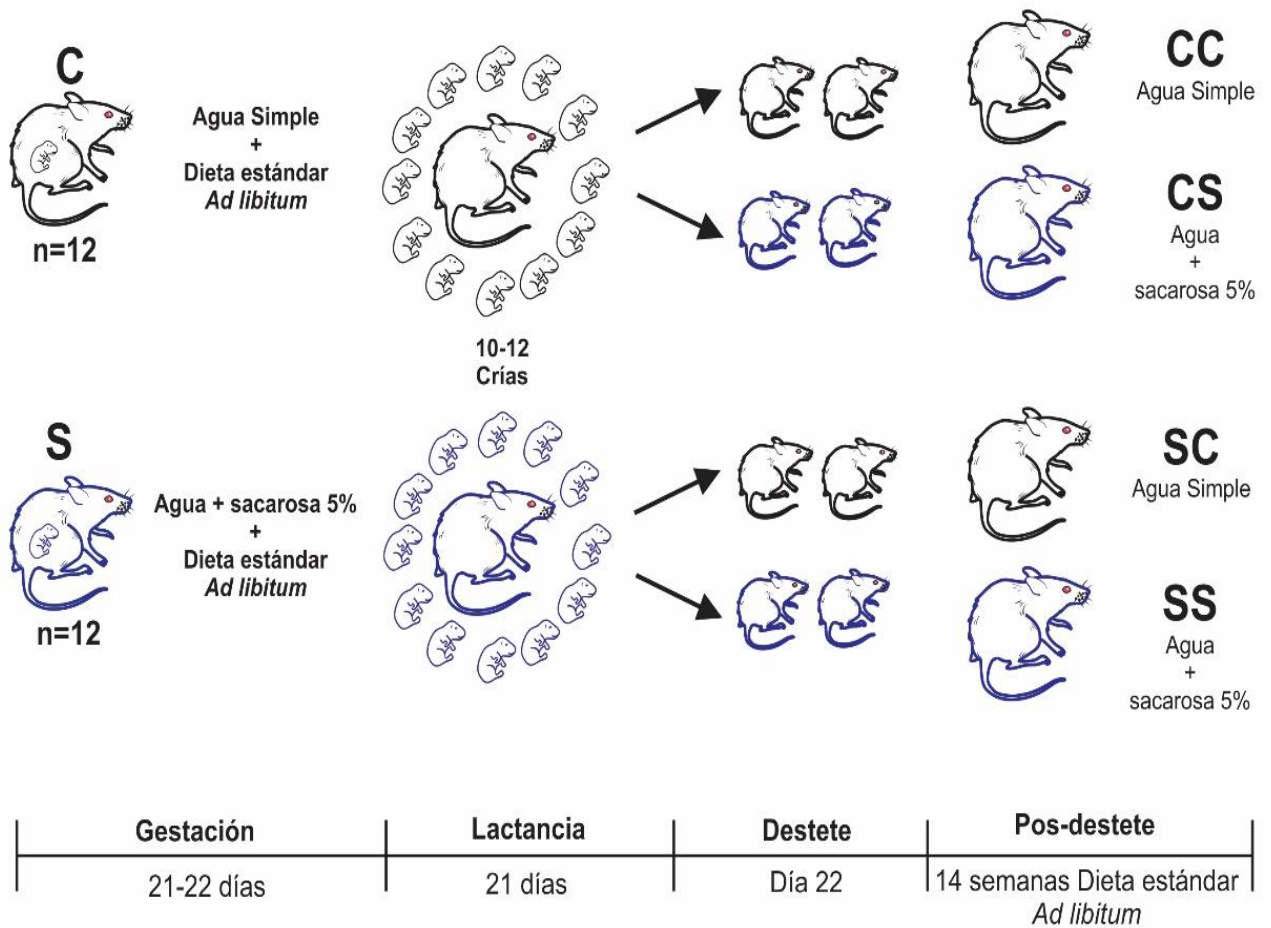 C
n=12
Agua Simple
+
Dieta estándar
Ad libitum
10-12
Crías
CC
Agua Simple
CS
Agua
+
sacarosa 5%
S
n=12
Agua + sacarosa 5%
+
Dieta estándar
Ad libitum
SC
Agua Simple
SS
Agua
+
sacarosa 5%
Gestación
Lactancia
Destete
Pos-destete
21-22 días
21 días
Día 22
14 semanas Dieta estándar
Ad libitum